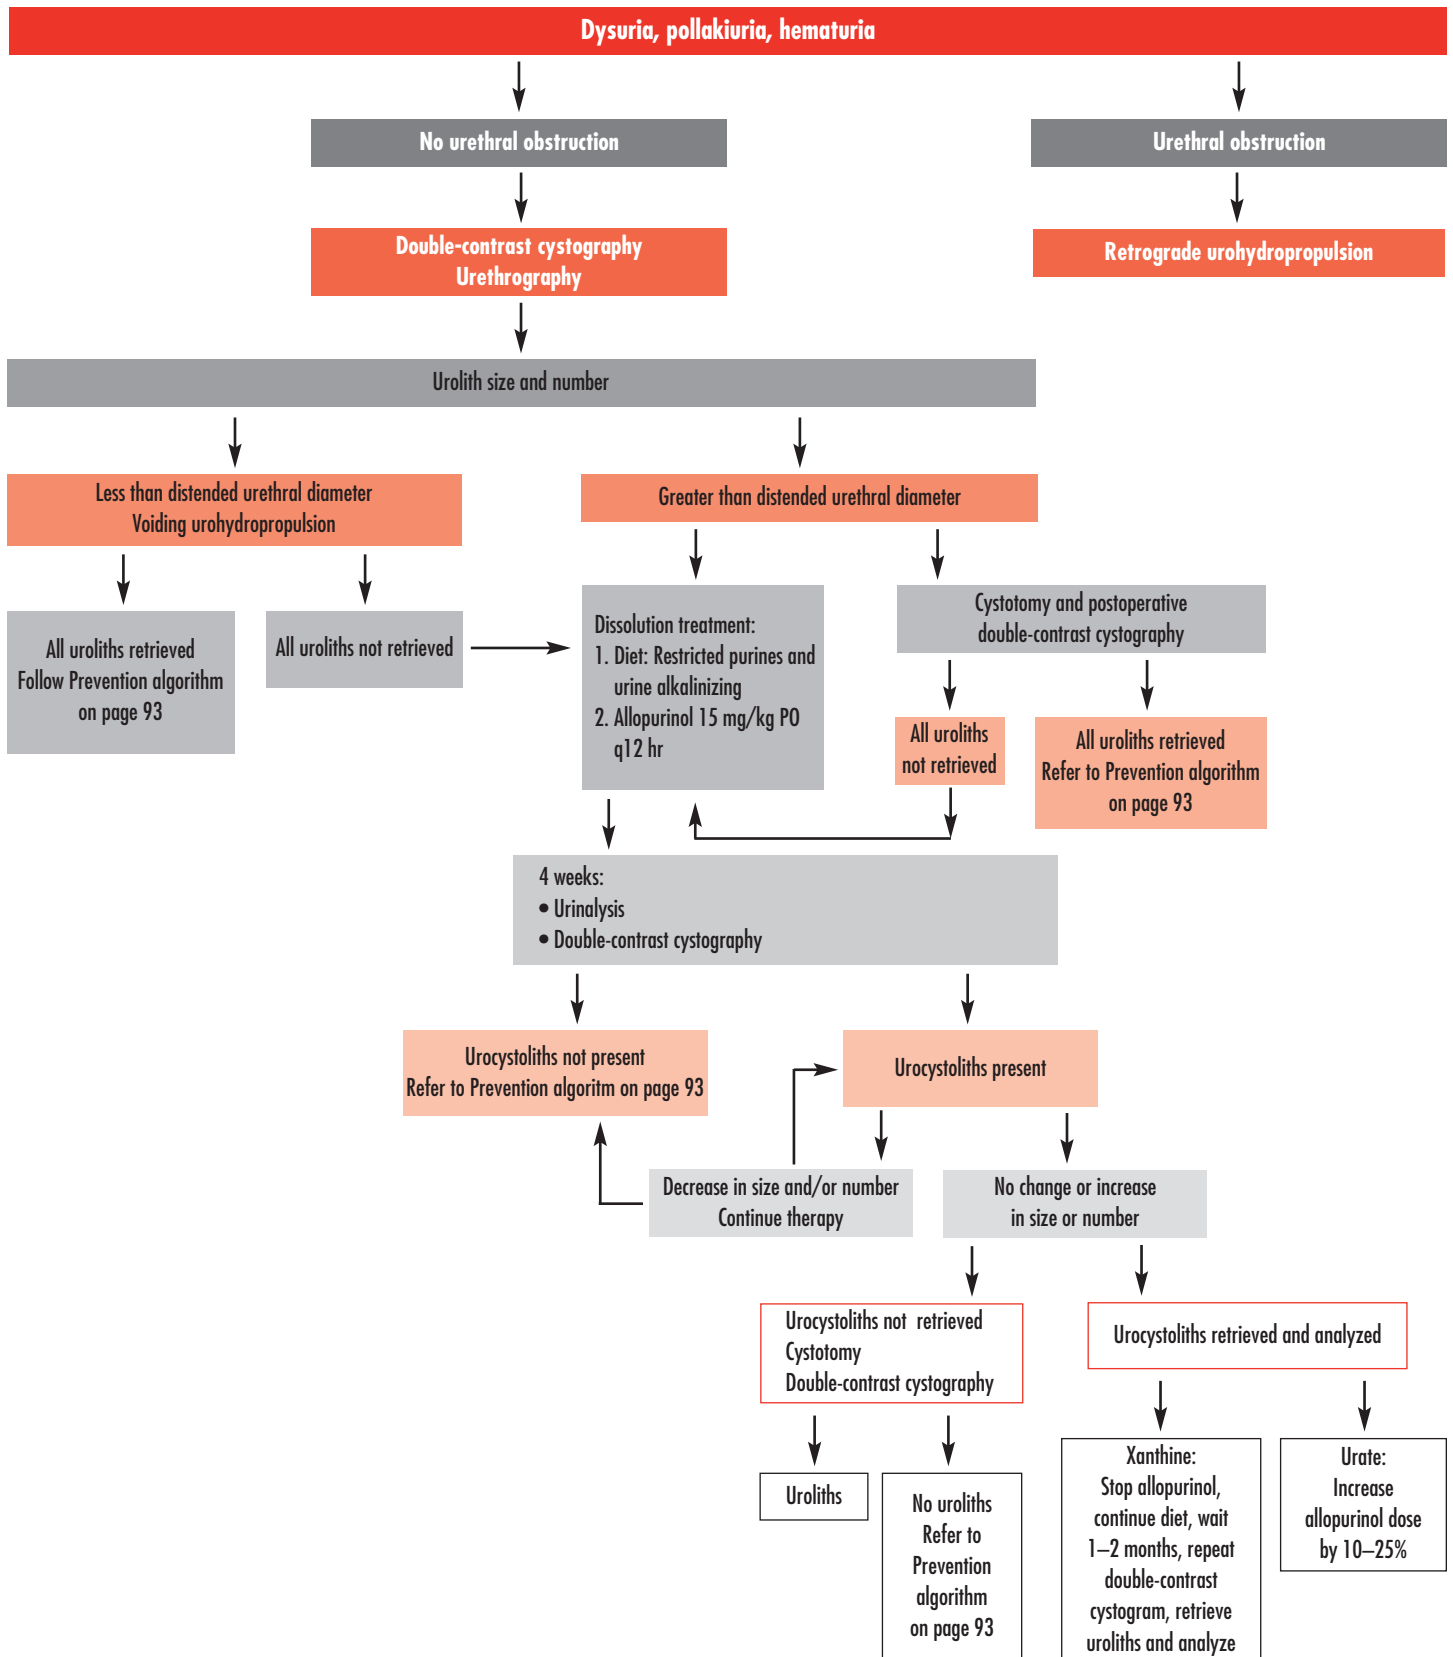 Dysuria, pollakiuria, hematuria
No urethral obstruction
Urethral obstruction
Double-contrast cystography
Urethrography
Retrograde urohydropropulsion
Urolith size and number
Less than distended urethral diameter
Voiding urohydropropulsion
Greater than distended urethral diameter
All uroliths retrieved
Follow Prevention algorithm
on page 93
All uroliths not retrieved
Dissolution treatment:
1. Diet: Restricted purines and
urine alkalinizing
2. Allopurinol 15 mg/kg PO
q12 hr
Cystotomy and postoperative
double-contrast cystography
All uroliths
not retrieved
All uroliths retrieved
Refer to Prevention algorithm
on page 93
4 weeks:
• Urinalysis
• Double-contrast cystography
Urocystoliths not present
Refer to Prevention algoritm on page 93
Urocystoliths present
Decrease in size and/or number
Continue therapy
No change or increase
in size or number
Urocystoliths not retrieved
Cystotomy
Double-contrast cystography
Urocystoliths retrieved and analyzed
Uroliths
No uroliths
Refer to
Prevention
algorithm
on page 93
Xanthine:
Stop allopurinol,
continue diet, wait
1–2 months, repeat
double-contrast
cystogram, retrieve
uroliths and analyze
Urate:
Increase
allopurinol dose
by 10–25%